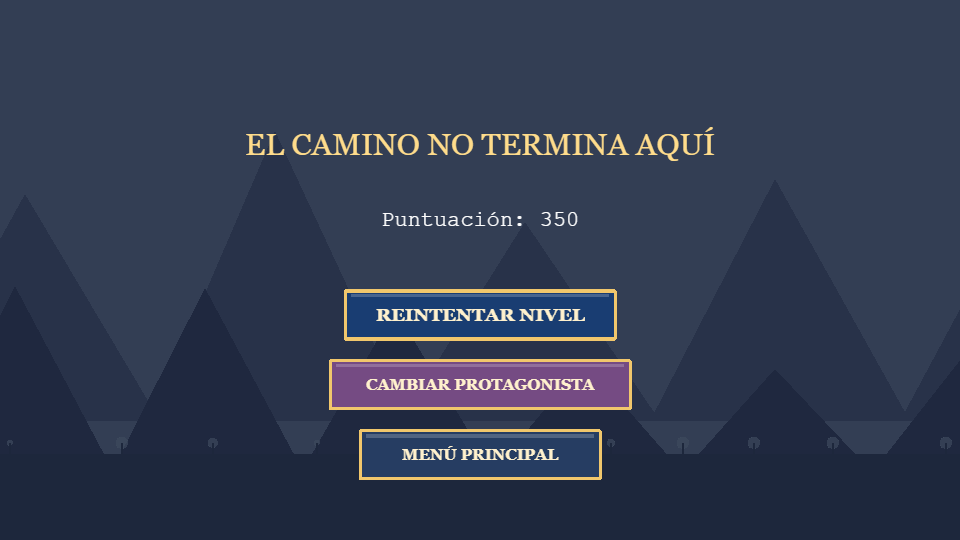 EL CAMINO NO TERMINA AQUÍ
Puntuación: 350
REINTENTAR NIVEL
CAMBIAR PROTAGONISTA
MENÚ PRINCIPAL